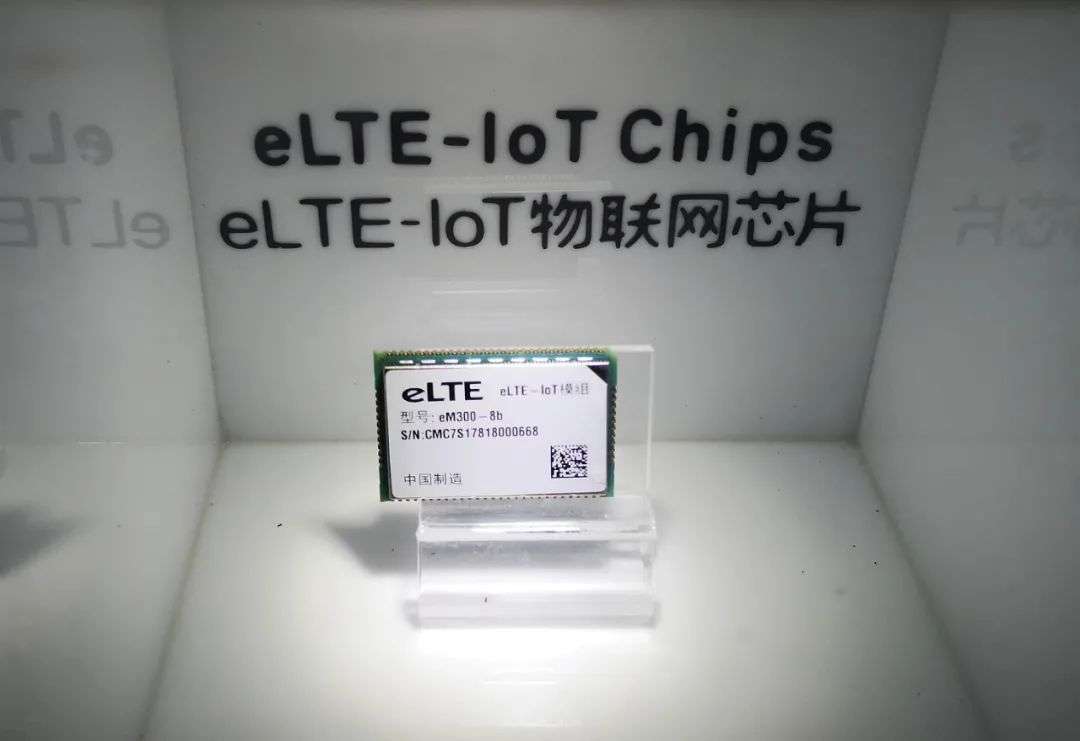 eLTE-IoT Chips
eLTE-IoT物联网芯片
eLTE eLTE-IoT模组
型号: eM300-8b
S/N:CMC7S17818000668
中国制造